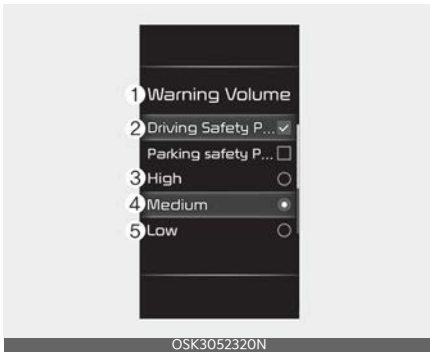 1 Warning Volume
2 Driving Safety P...
Parking safety P...
3 High
4 Medium
5 Low
OSK3052320N